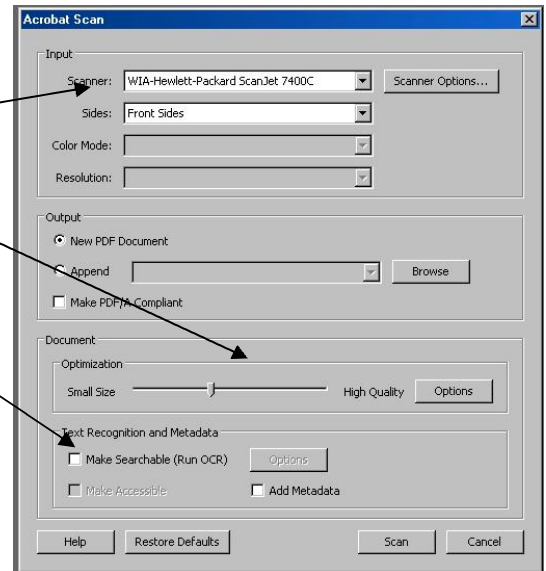 Acrobat Scan
Input
Scanner: WIA-Hewlett-Packard ScanJet 7400C Scanner Options...
Sides: Front Sides
Color Mode:
Resolution:
Output
New PDF Document
Append Browse
Make PDF/A Compliant
Document
Optimization
Small Size High Quality Options
Text Recognition and Metadata
Make Searchable (Run OCR) Options
Make Accessible Add Metadata
Help Restore Defaults Scan Cancel